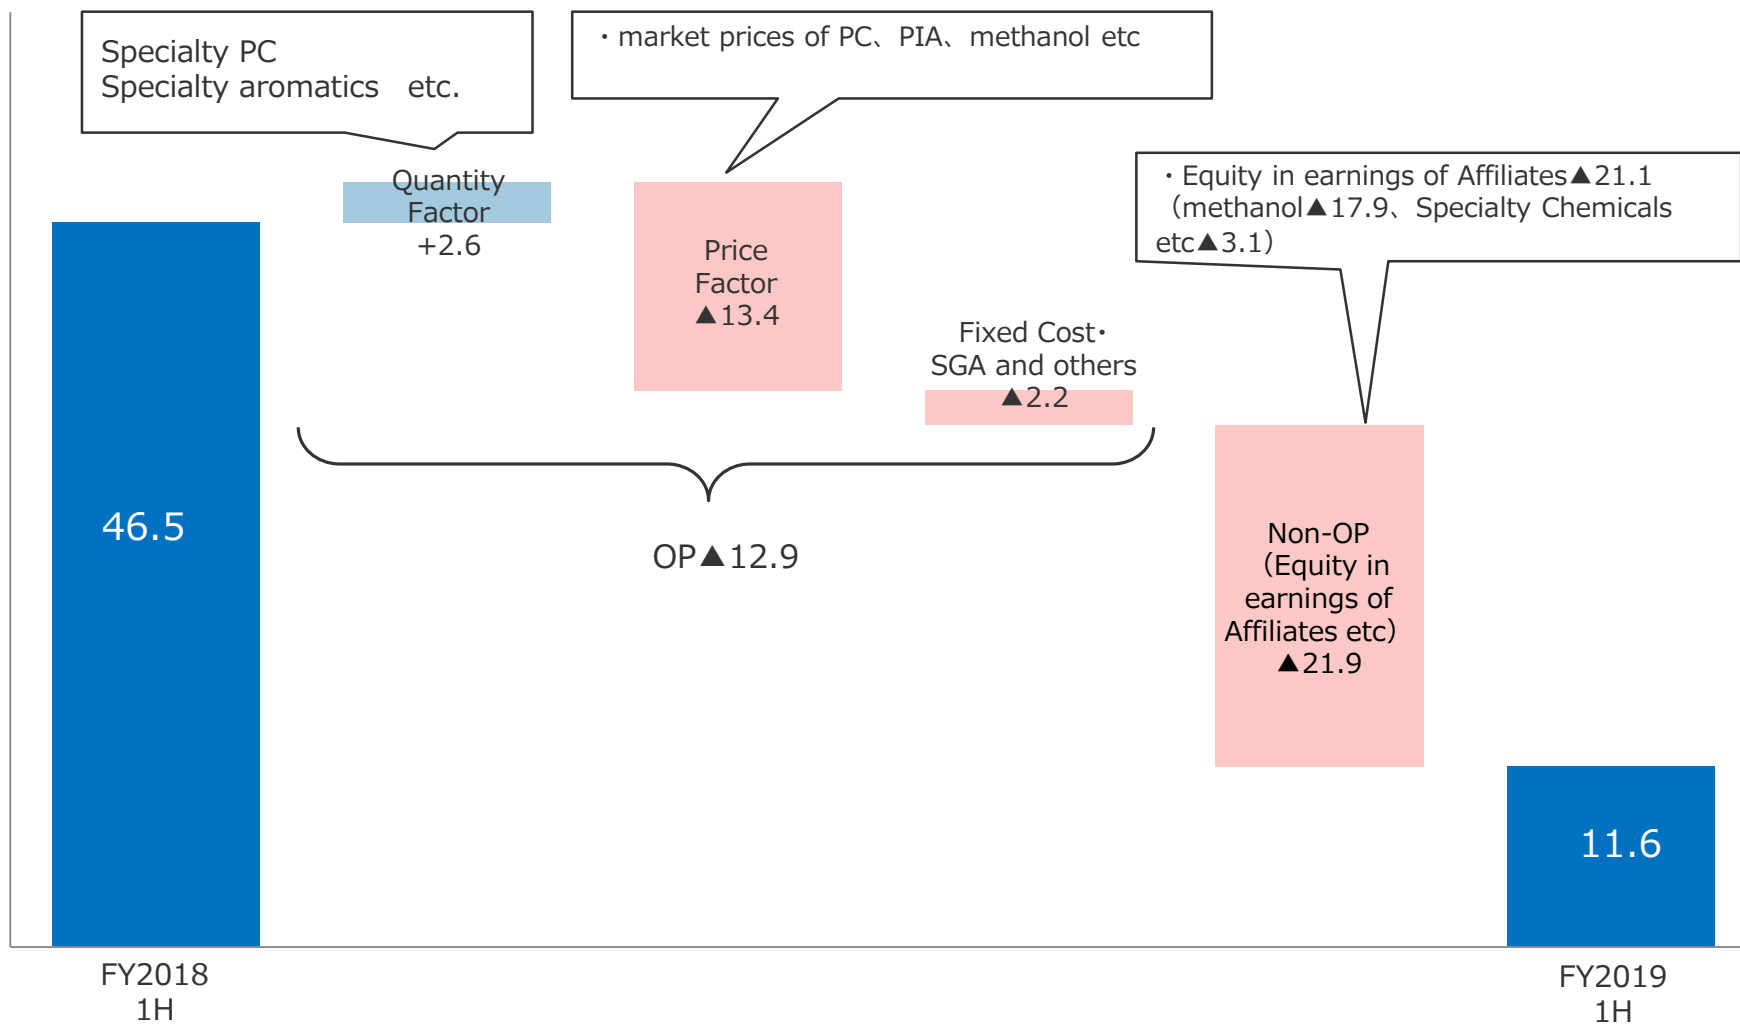 Specialty PC
Specialty aromatics　etc.
・market prices of PC、PIA、methanol etc
・Equity in earnings of Affiliates▲21.1
（methanol▲17.9、Specialty Chemicals
etc▲3.1）
Quantity
Factor
+2.6
Price
Factor
▲13.4
Fixed Cost・
SGA and others
▲2.2
46.5
OP▲12.9
Non-OP
（Equity in
earnings of
Affiliates etc）
▲21.9
11.6
FY2018
1H
FY2019
1H